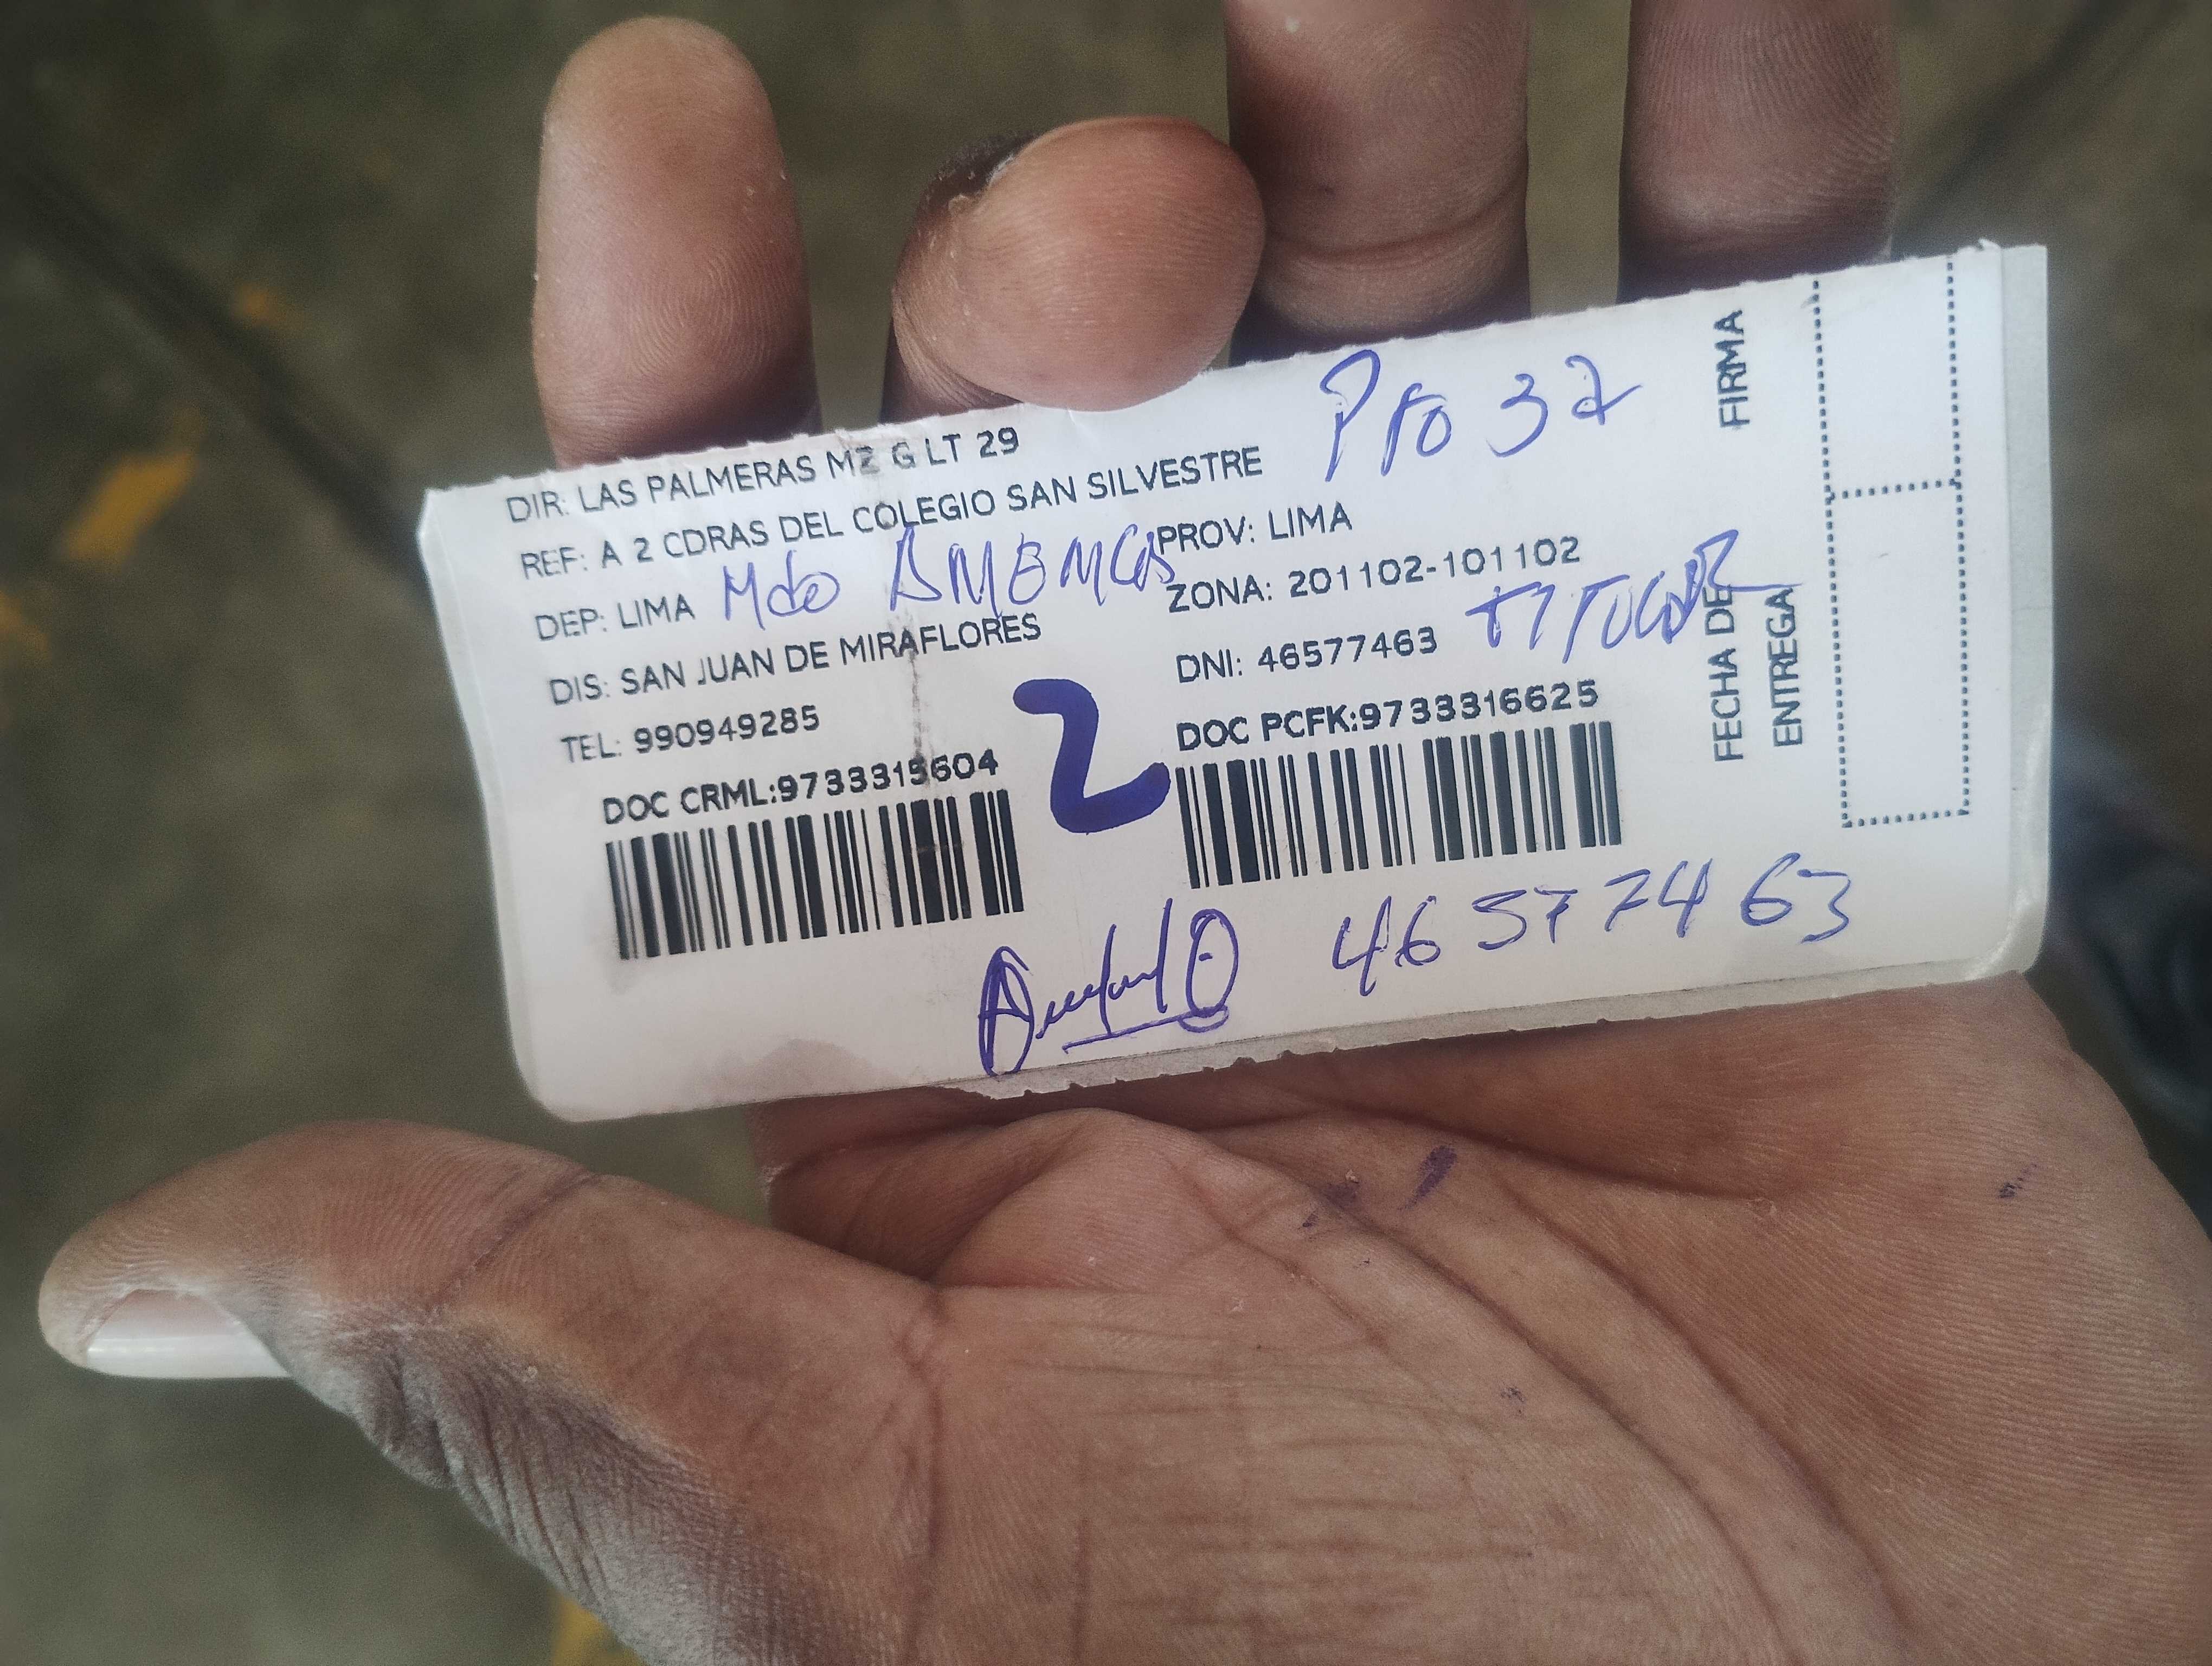 DIR: LAS PALMERAS MZ G LT 29
Pto 32
REF: A 2 CDRAS DEL COLEGIO SAN SILVESTRE
DEP: LIMA
Mdo
PROV: LIMA
ZONA: 201102-101102
DIS: SAN JUAN DE MIRAFLORES
DNI: 46577463
TEL: 990949285
2
DOC CRML:9733315604
DOC PCFK:9733316625
46577463
FIRMA
FECHA DE
ENTREGA